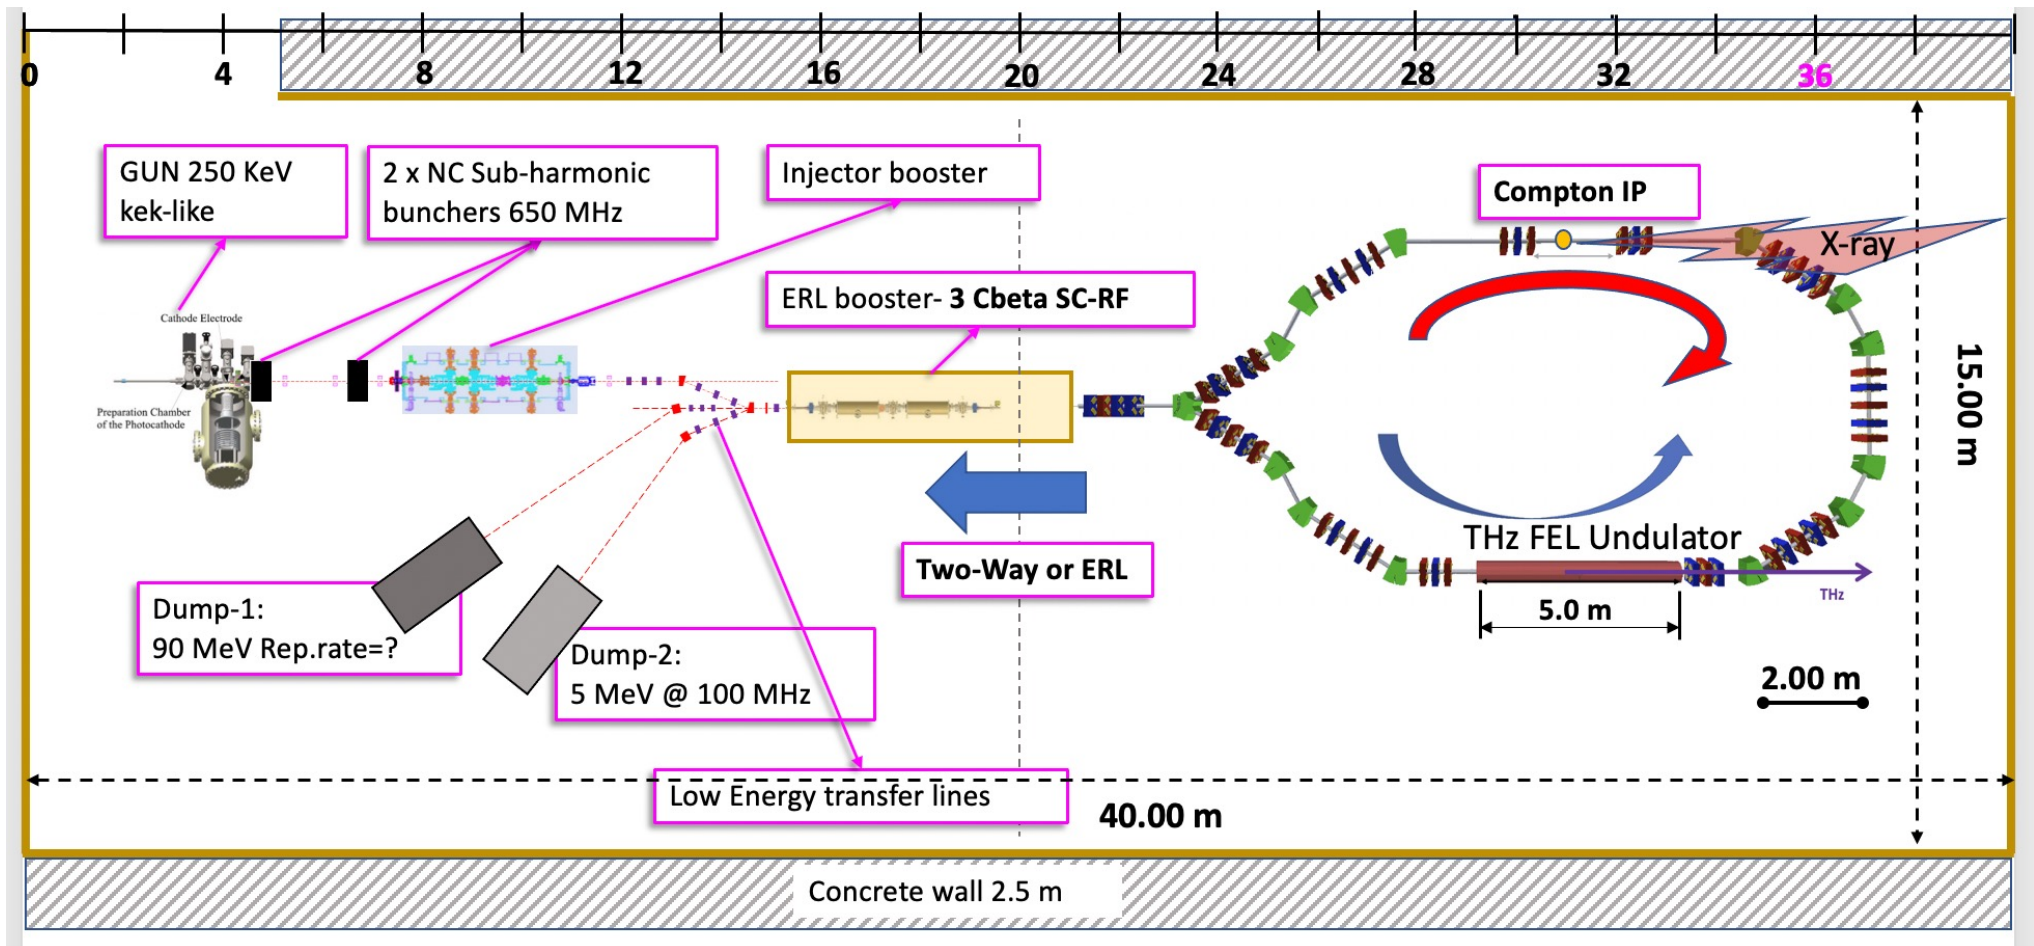 0 4 8 12 16 20 24 28 32 36
GUN 250 KeV
kek-like
2 x NC Sub-harmonic
bunchers 650 MHz
Injector booster
Compton IP
X-ray
ERL booster- 3 Cbeta SC-RF
Cathode Electrode
Preparation Chamber
of the Photocathode
15.00 m
THz FEL Undulator
Two-Way or ERL
THz
5.0 m
Dump-1:
90 MeV Rep.rate=?
Dump-2:
5 MeV @ 100 MHz
2.00 m
Low Energy transfer lines
40.00 m
Concrete wall 2.5 m